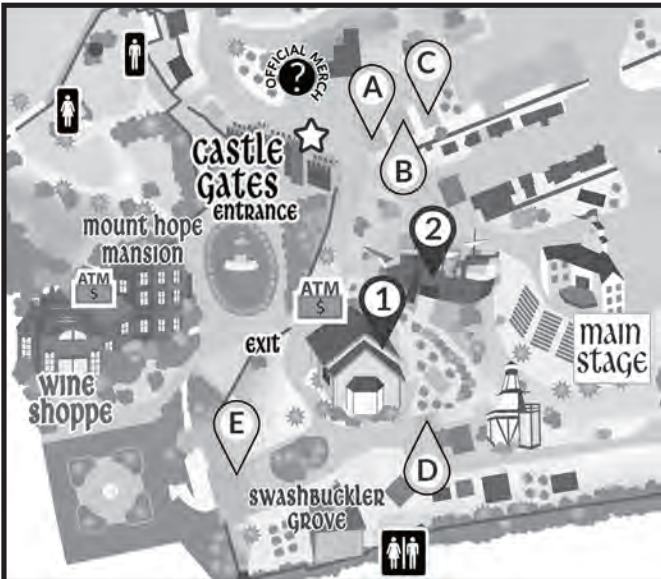 OFFICIAL MERCH
?
A
C
B
CASTLE
GATES
ENTRANCE
MOUNT HOPE
MANSION
ATM
$
2
ATM
$
1
EXIT
MAIN
STAGE
WINE
SHOPPE
E
D
SWASHBUCKLER
GROVE